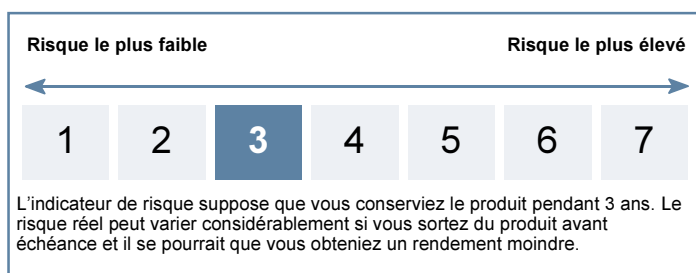 Risque le plus faible Risque le plus élevé
1 2 3 4 5 6 7
L'indicateur de risque suppose que vous conserviez le produit pendant 3 ans. Le
risque réel peut varier considérablement si vous sortez du produit avant
échéance et il se pourrait que vous obteniez un rendement moindre.